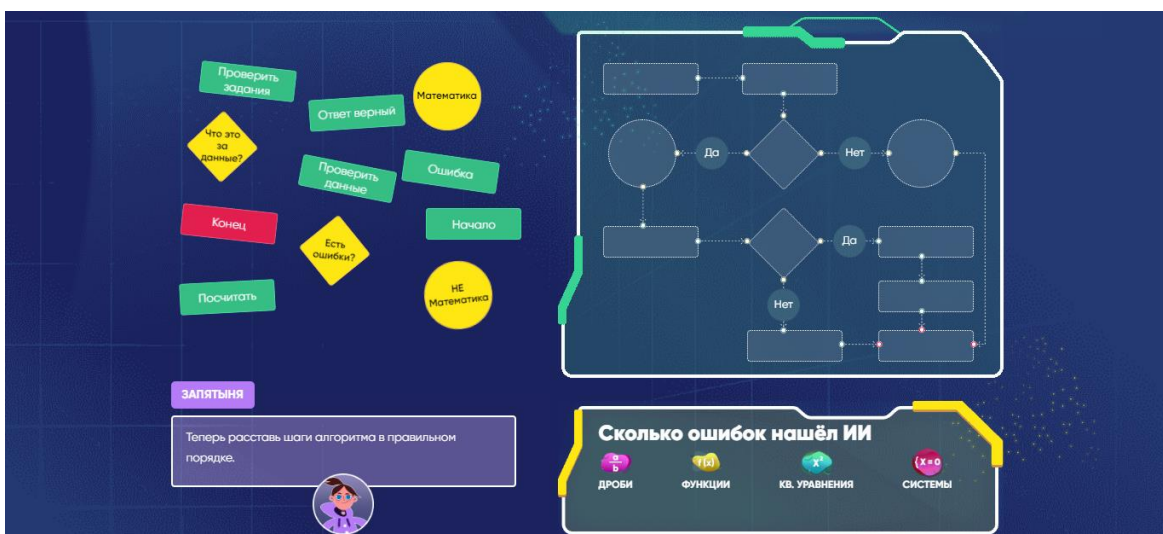 Проверить
задания
Ответ верный
Математика
Что это
за
данные?
Проверить
данные
Ошибка
Конец
Есть
ошибки?
Начало
Посчитать
НЕ
Математика
Да
Нет
Да
Нет
ЗАПЯТЫНЯ
Теперь расставь шаги алгоритма в правильном
порядке.
Сколько ошибок нашёл ИИ
a
b
f(x)
x²
{x=0
ДРОБИ
ФУНКЦИИ
КВ. УРАВНЕНИЯ
СИСТЕМЫ